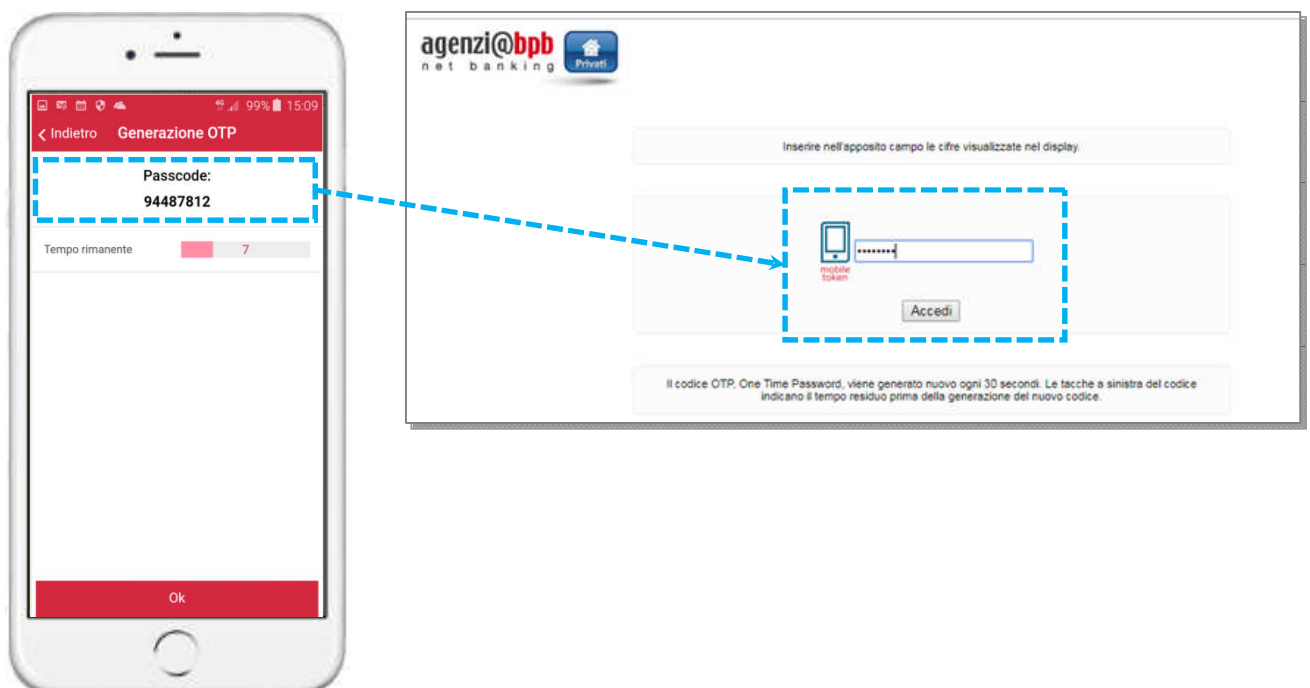 99% 15:09
Indietro Generazione OTP
Passcode:
94487812
Tempo rimanente 7
Ok
agenzi@bpb
net banking
Privati
Inserire nell'apposito campo le cifre visualizzate nel display.
mobile
token
Accedi
Il codice OTP, One Time Password, viene generato nuovo ogni 30 secondi. Le tacche a sinistra del codice
indicano il tempo residuo prima della generazione del nuovo codice.